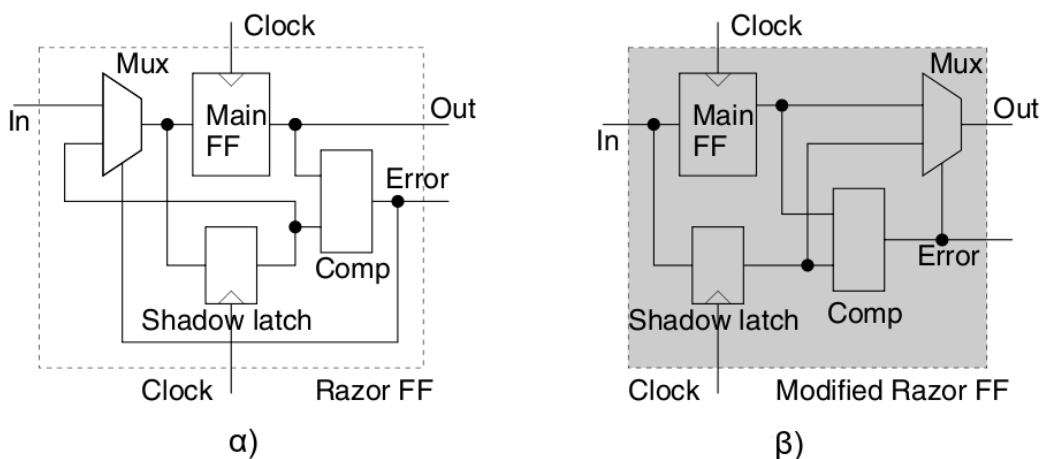 Clock
Mux
In
Main
FF
Out
Error
Comp
Shadow latch
Clock
Razor FF
α)
Clock
Mux
In
Main
FF
Out
Error
Comp
Shadow latch
Clock
Modified Razor FF
β)